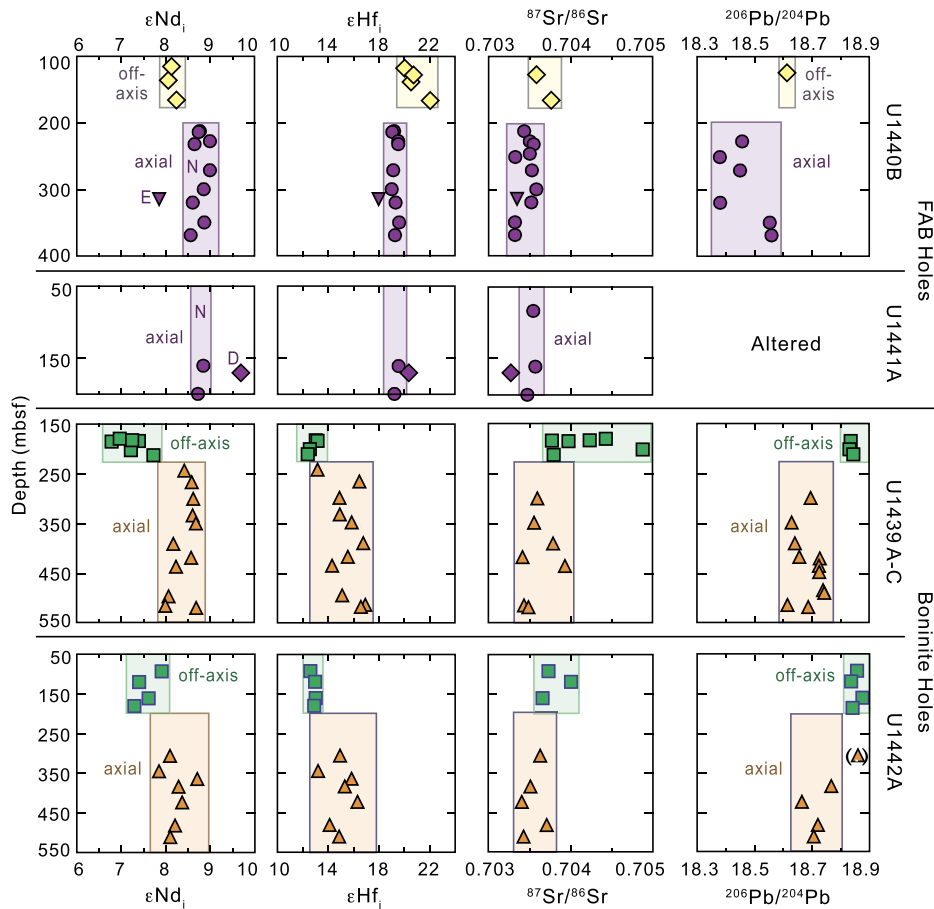 εNdi εHfi 87Sr/86Sr 206Pb/204Pb
6 7 8 9 10 10 14 18 22 0.703 0.704 0.705 18.3 18.5 18.7 18.9
100
off-
axis
off-
axis
200
axial N axial
E
300
400
U1440B
FAB Holes
50
N
axial axial
D
150
Altered
U1441A
Depth (mbsf)
150
off-axis off-axis
250
350
axial axial
450
550
U1439A-C
Boninite Holes
50
off-axis off-axis
150
250
( )
350
axial axial
450
550
U1442A
6 7 8 9 10 10 14 18 22 0.703 0.704 0.705 18.3 18.5 18.7 18.9
εNdi εHfi 87Sr/86Sr 206Pb/204Pb